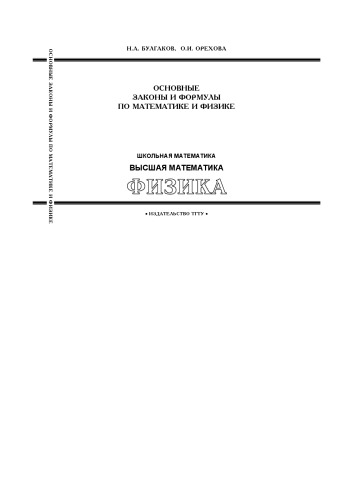 Н.А. БУЛГАКОВ, О.И. ОРЕХОВА
ОСНОВНЫЕ
ЗАКОНЫ И ФОРМУЛЫ
ПО МАТЕМАТИКЕ И ФИЗИКЕ
ШКОЛЬНАЯ МАТЕМАТИКА
ВЫСШАЯ МАТЕМАТИКА
ФИЗИКА
• ИЗДАТЕЛЬСТВО ТГТУ •
ОСНОВНЫЕ ЗАКОНЫ И ФОРМУЛЫ ПО МАТЕМАТИКЕ И ФИЗИКЕ